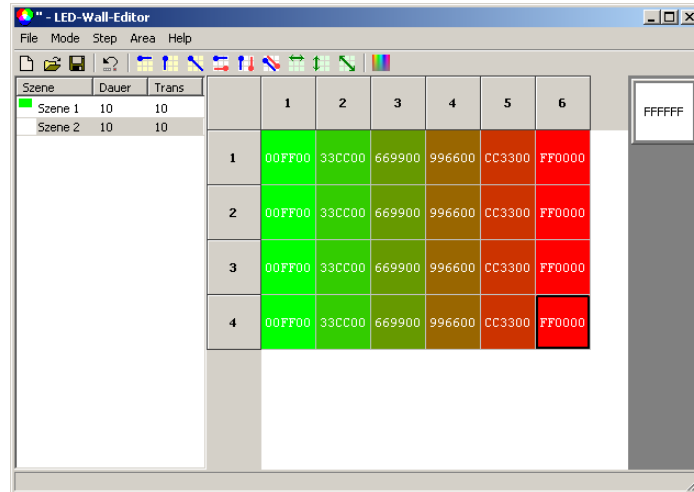 " - LED-Wall-Editor
File Mode Step Area Help
Szene Dauer Trans
Szene 1 10 10
Szene 2 10 10
1 2 3 4 5 6
FFFFFF
1 00FF00 33CC00 669900 996600 CC3300 FF0000
2 00FF00 33CC00 669900 996600 CC3300 FF0000
3 00FF00 33CC00 669900 996600 CC3300 FF0000
4 00FF00 33CC00 669900 996600 CC3300 FF0000